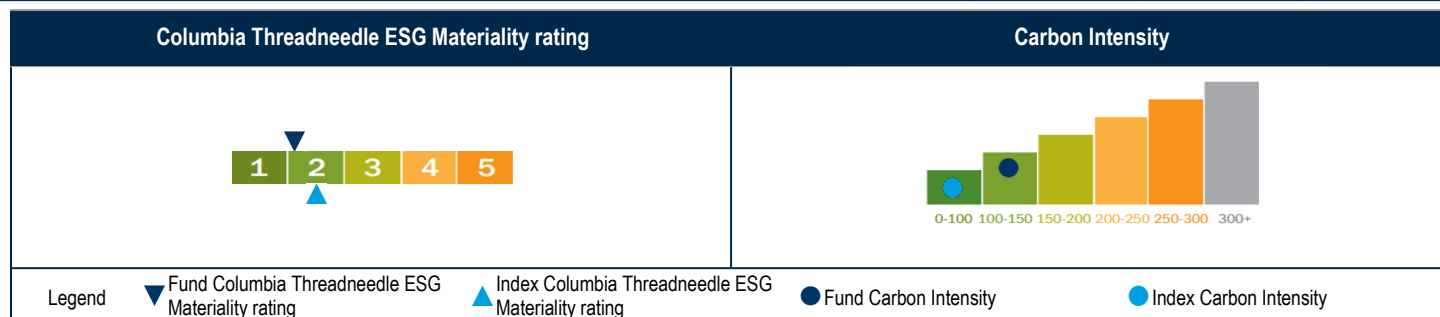 Columbia Threadneedle ESG Materiality rating
Carbon Intensity
1 2 3 4 5
0-100 100-150 150-200 200-250 250-300 300+
Legend
Fund Columbia Threadneedle ESG
Materiality rating
Index Columbia Threadneedle ESG
Materiality rating
Fund Carbon Intensity
Index Carbon Intensity